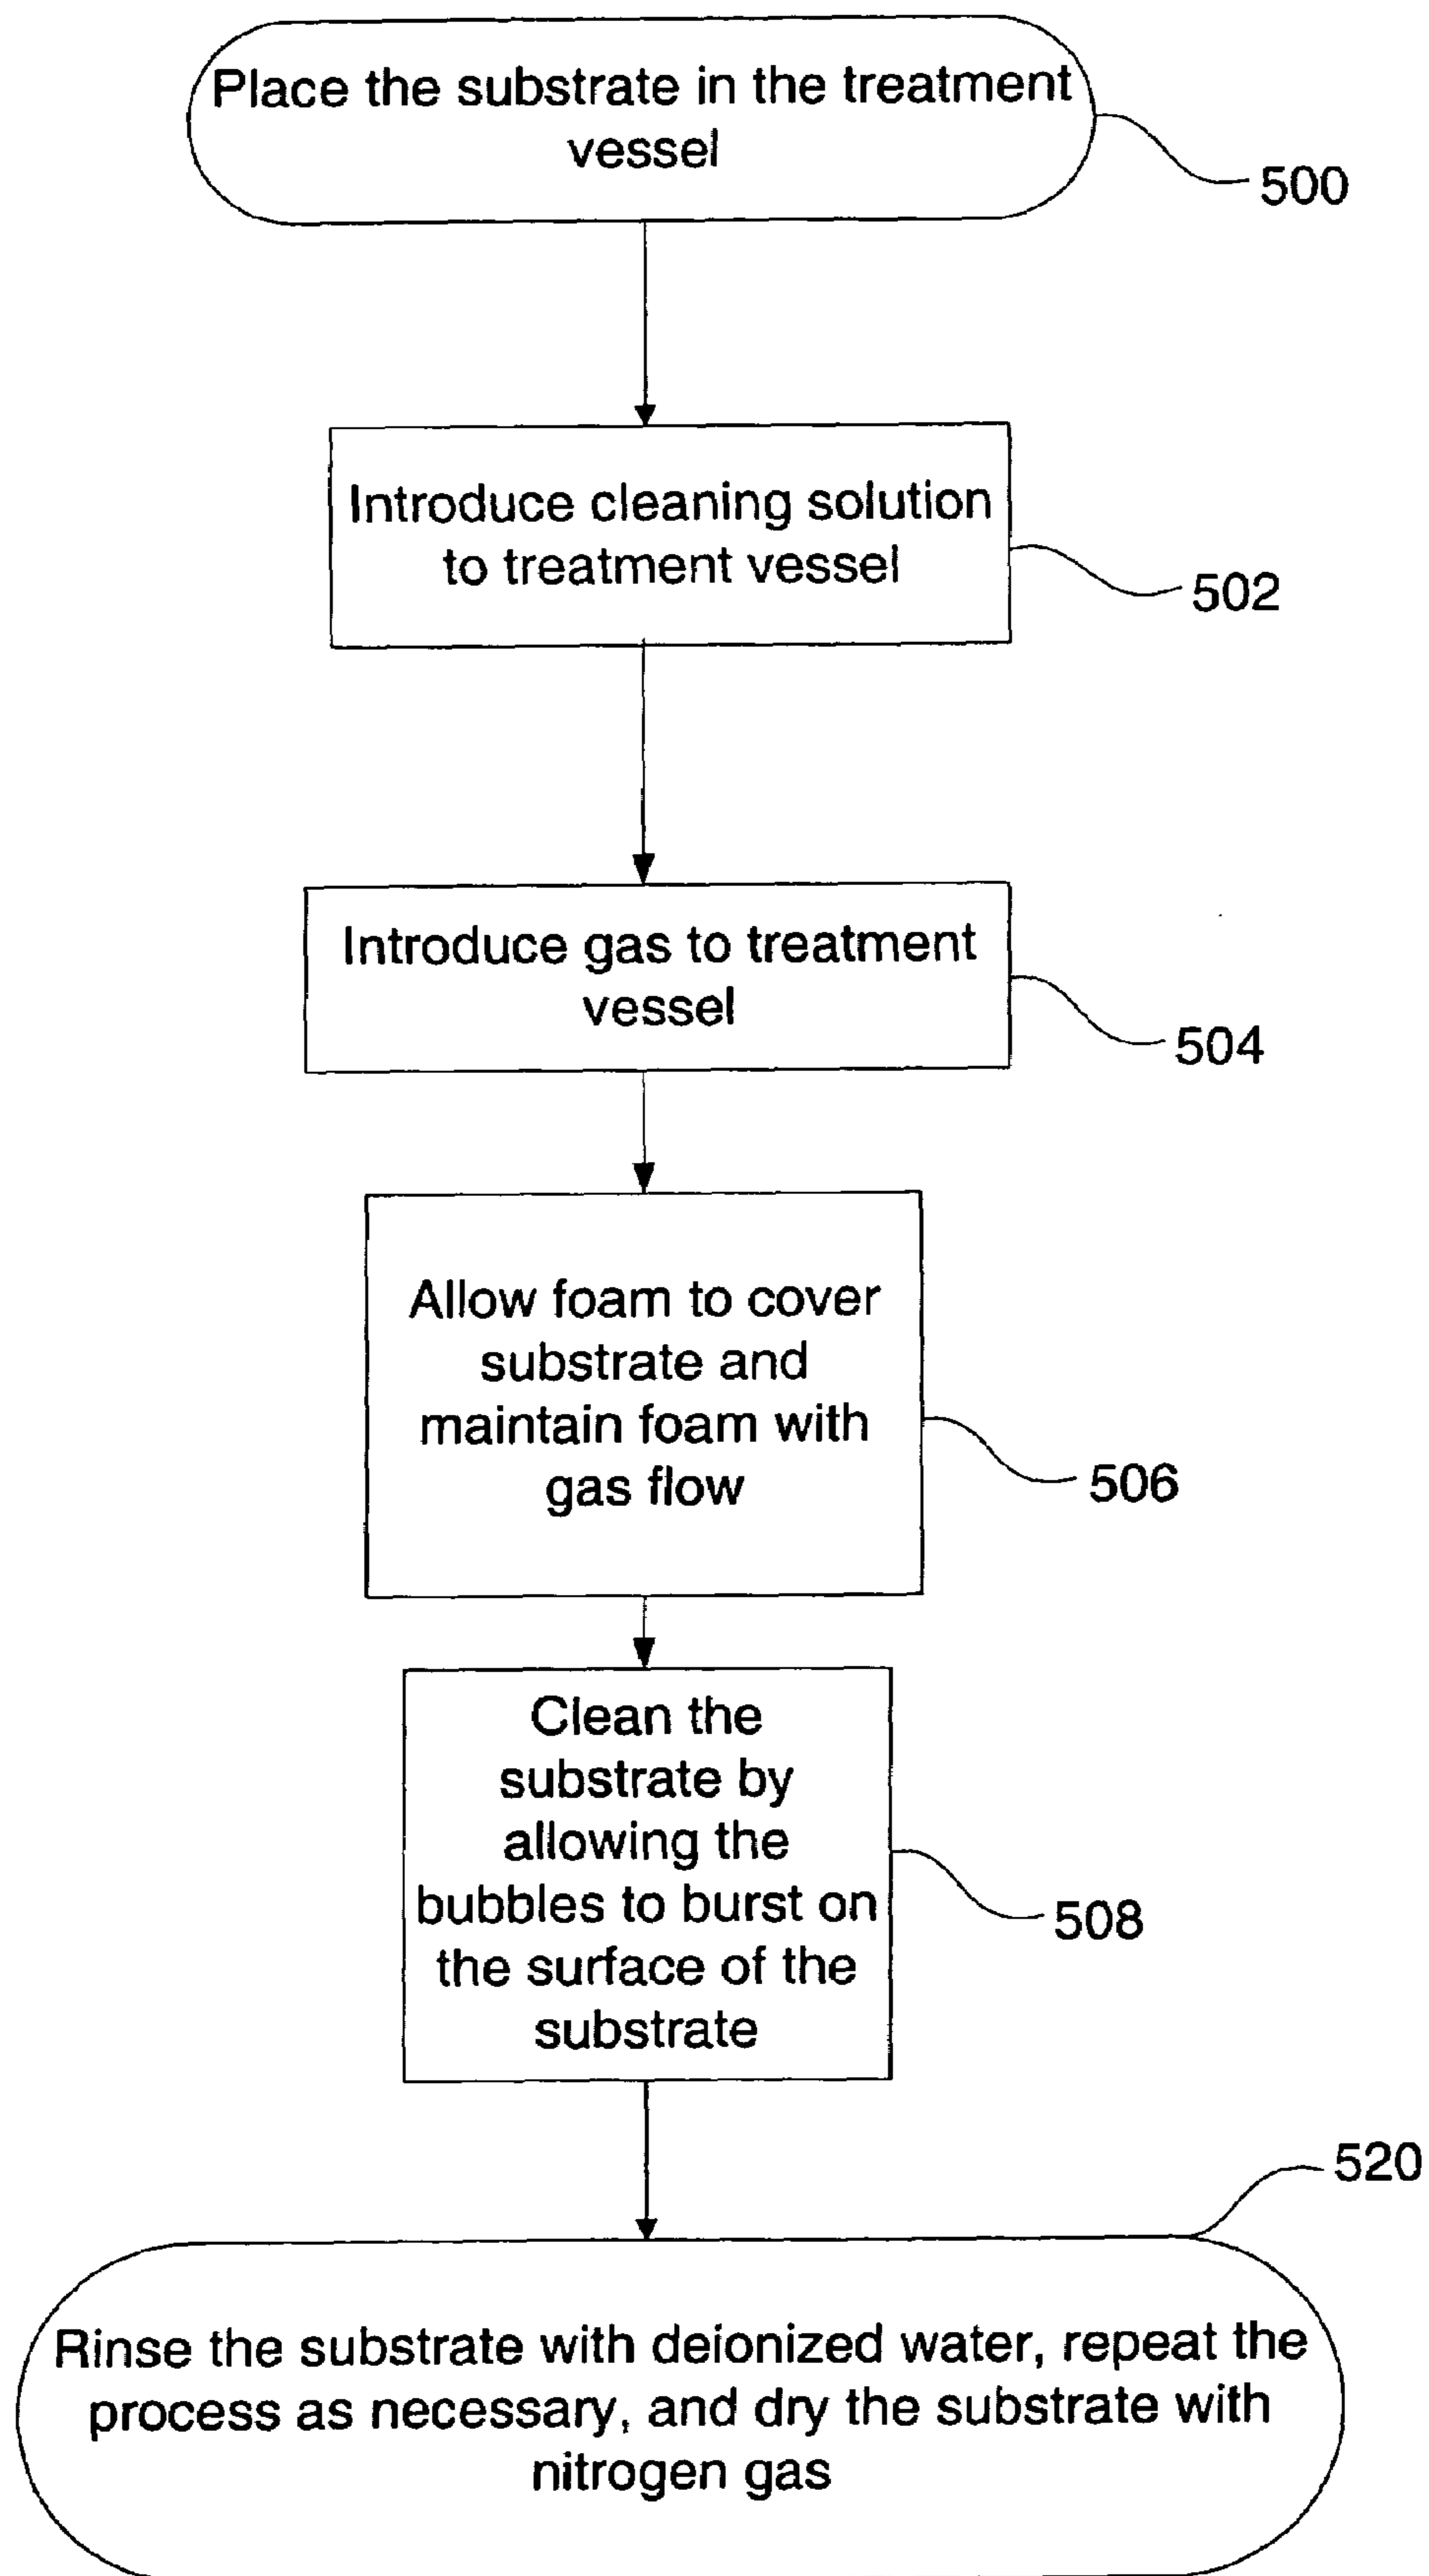 Place the substrate in the treatment
vessel
500
Introduce cleaning solution
to treatment vessel
502
Introduce gas to treatment
vessel
504
Allow foam to cover
substrate and
maintain foam with
gas flow
506
Clean the
substrate by
allowing the
bubbles to burst on
the surface of the
substrate
508
520
Rinse the substrate with deionized water, repeat the
process as necessary, and dry the substrate with
nitrogen gas